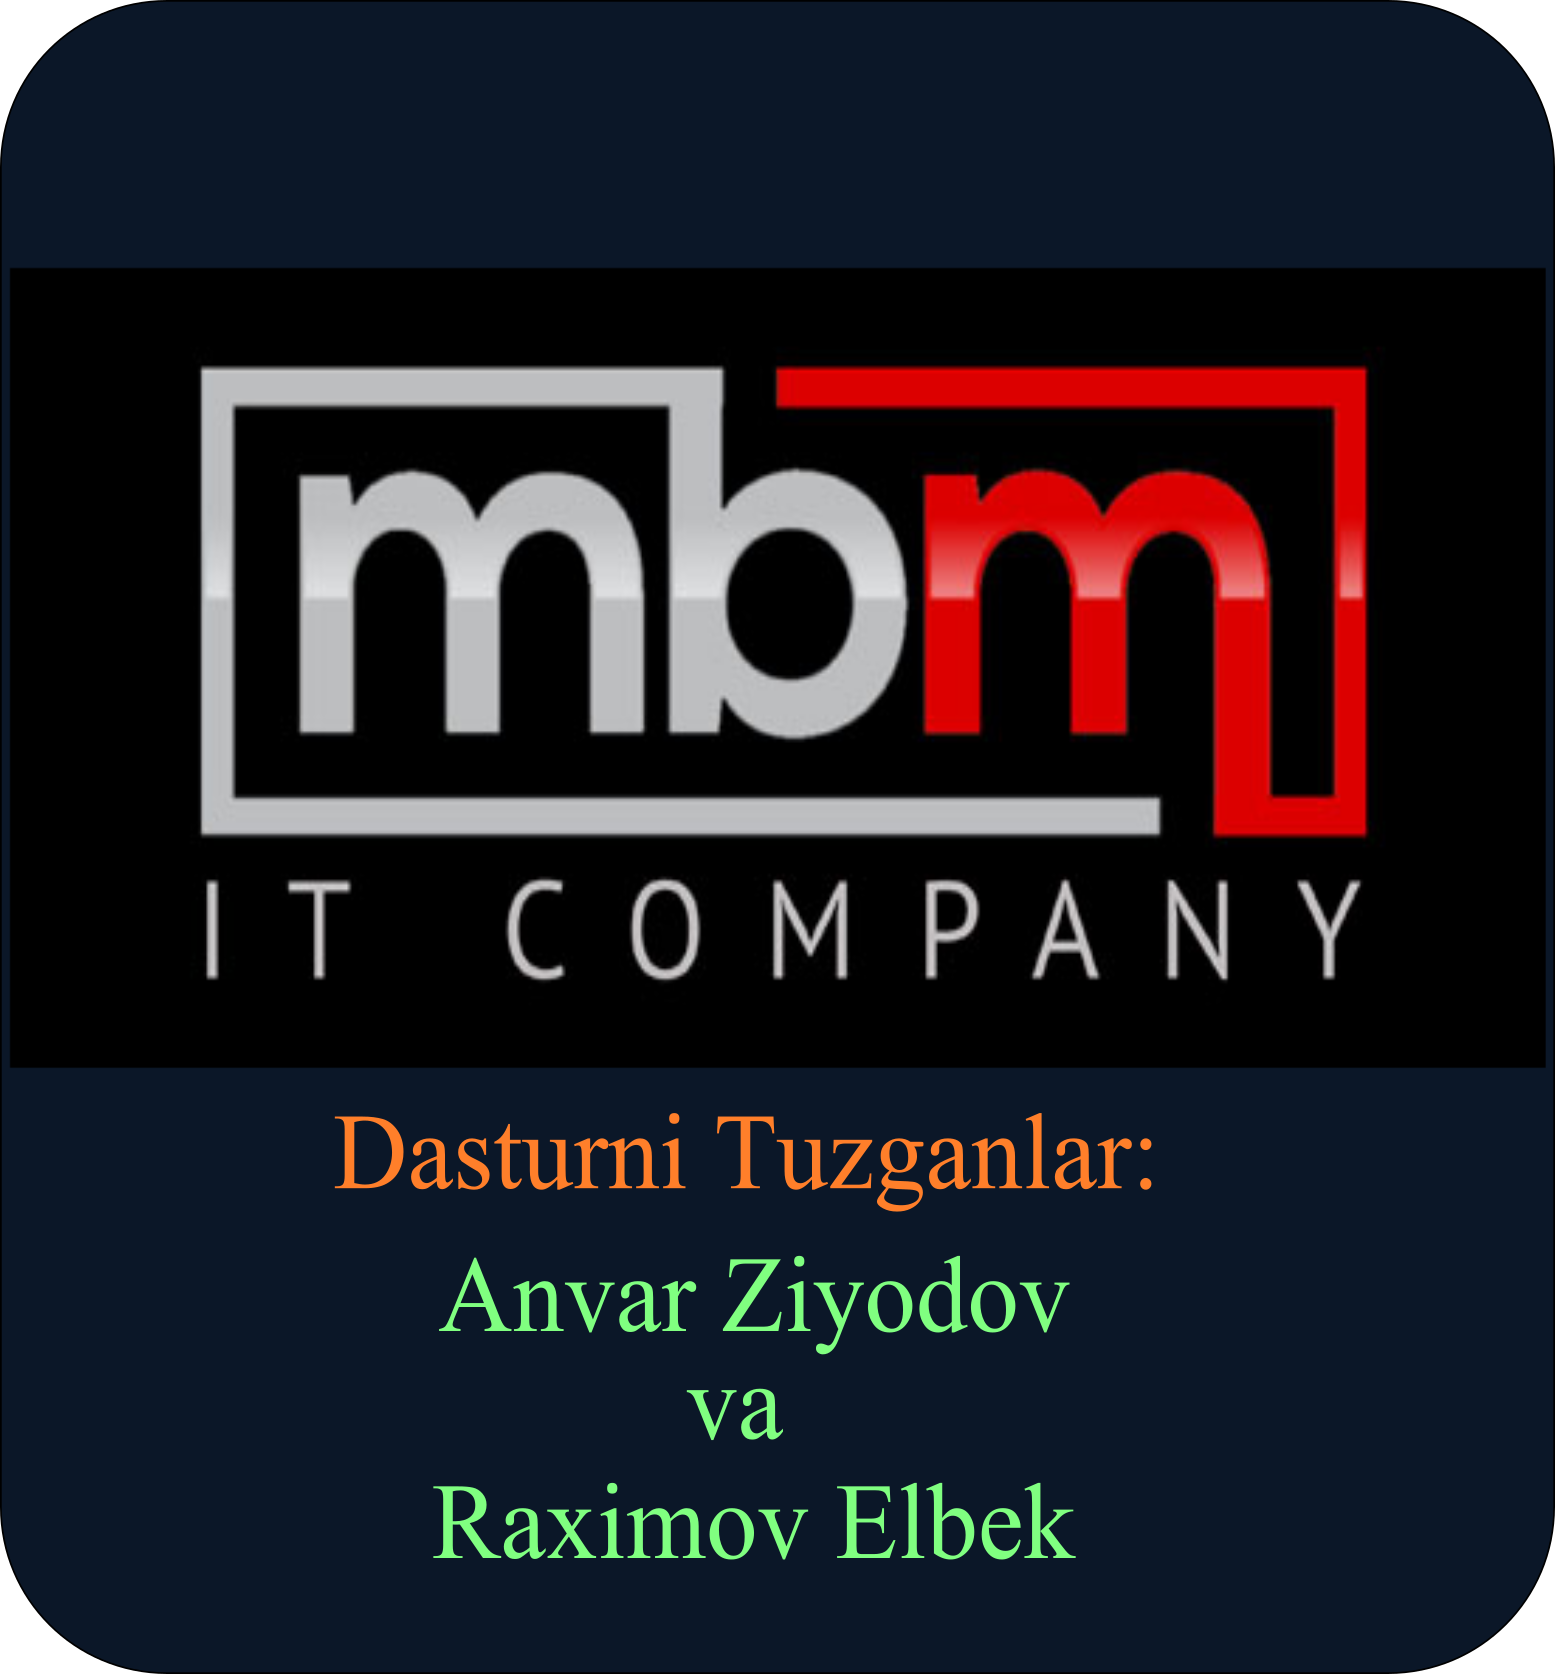 mbm
IT COMPANY
Dasturni Tuzganlar:
Anvar Ziyodov
va
Raximov Elbek